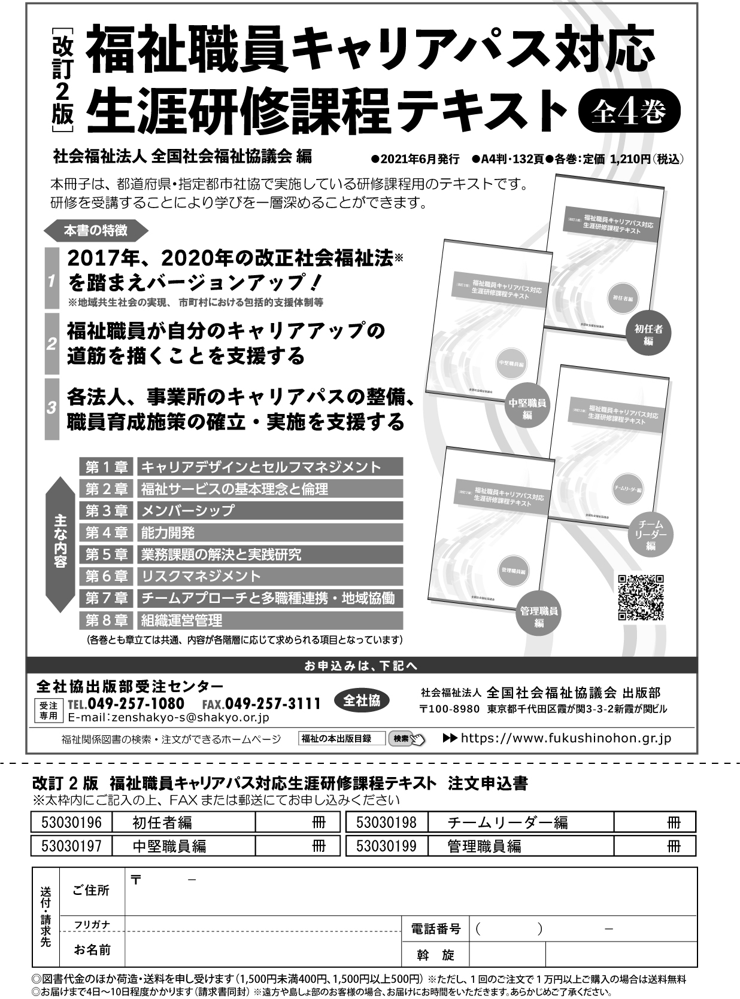 ［改訂2版］
福祉職員キャリアパス対応
生涯研修課程テキスト 全4巻
社会福祉法人 全国社会福祉協議会 編
●2021年6月発行 ●A4判・132頁●各巻：定価 1,210円（税込）
本冊子は、都道府県・指定都市社協で実施している研修課程用のテキストです。
研修を受講することにより学びを一層深めることができます。
本書の特徴
1
2017年、2020年の改正社会福祉法※
を踏まえバージョンアップ！
※地域共生社会の実現、市町村における包括的支援体制等
2
福祉職員が自分のキャリアアップの
道筋を描くことを支援する
3
各法人、事業所のキャリアパスの整備、
職員育成施策の確立・実施を支援する
［改訂2版］ 福祉職員キャリアパス対応
生涯研修課程テキスト
初任者編
全国社会福祉協議会
初任者
編
［改訂2版］ 福祉職員キャリアパス対応
生涯研修課程テキスト
中堅職員編
全国社会福祉協議会
中堅職員
編
［改訂2版］ 福祉職員キャリアパス対応
生涯研修課程テキスト
チームリーダー編
全国社会福祉協議会
チーム
リーダー
編
［改訂2版］ 福祉職員キャリアパス対応
生涯研修課程テキスト
管理職員編
全国社会福祉協議会
管理職員
編
主な内容
第1章 キャリアデザインとセルフマネジメント
第2章 福祉サービスの基本理念と倫理
第3章 メンバーシップ
第4章 能力開発
第5章 業務課題の解決と実践研究
第6章 リスクマネジメント
第7章 チームアプローチと多職種連携・地域協働
第8章 組織運営管理
（各巻とも章立ては共通、内容が各階層に応じて求められる項目となっています）
お申込みは、下記へ
全社協出版部受注センター
受注
専用
TEL.049-257-1080 FAX.049-257-3111
E-mail：zenshakyo-s@shakyo.or.jp
全社協
社会福祉法人 全国社会福祉協議会 出版部
〒100-8980 東京都千代田区霞が関3-3-2新霞が関ビル
福祉関係図書の検索・注文ができるホームページ 福祉の本出版目録 検索 ▶▶https://www.fukushinohon.gr.jp
改訂2版 福祉職員キャリアパス対応生涯研修課程テキスト 注文申込書
※太枠内にご記入の上、FAXまたは郵送にてお申し込みください
53030196 初任者編 冊 53030198 チームリーダー編 冊
53030197 中堅職員編 冊 53030199 管理職員編 冊
送付・請求先
ご住所 〒 －
フリガナ
お名前
電話番号 （ ） －
斡 旋
◎図書代金のほか荷造・送料を申し受けます（1,500円未満400円、1,500円以上500円）※ただし、1回のご注文で1万円以上ご購入の場合は送料無料
◎お届けまで4日～10日程度かかります（請求書同封）※遠方や島しょ部のお客様の場合、お届けにお時間をいただきます。あらかじめご了承ください。